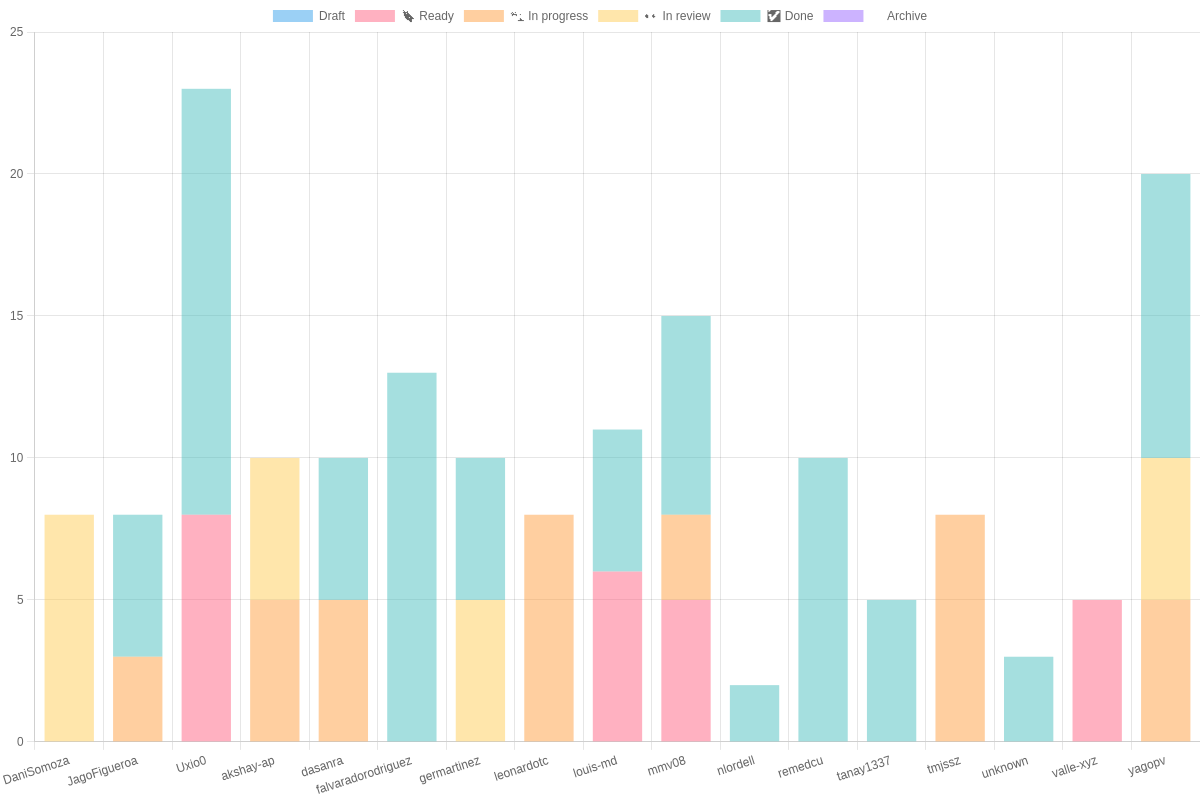 Draft 🔖 Ready 🏗 In progress 👀 In review ✅ Done Archive
25
20
15
10
5
0
DaniSomoza
JagoFigueroa
Uxio0
akshay-ap
dasanra
falvaradorodriguez
germartinez
leonardotc
louis-md
mmv08
nlordell
remedcu
tanay1337
tmjssz
unknown
valle-xyz
yagopv